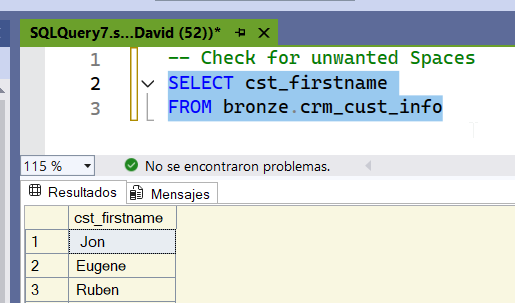 SQLQuery7.s...David (52))*
1 -- Check for unwanted Spaces
2 SELECT cst_firstname
3 FROM bronze.crm_cust_info
115 % No se encontraron problemas.
Resultados Mensajes
cst_firstname
1 Jon
2 Eugene
3 Ruben